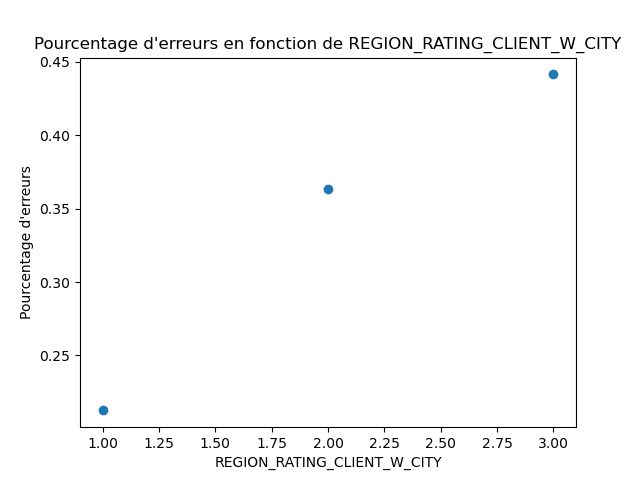 Pourcentage d'erreurs en fonction de REGION_RATING_CLIENT_W_CITY
0.45
0.40
0.35
0.30
0.25
Pourcentage d'erreurs
1.00 1.25 1.50 1.75 2.00 2.25 2.50 2.75 3.00
REGION_RATING_CLIENT_W_CITY